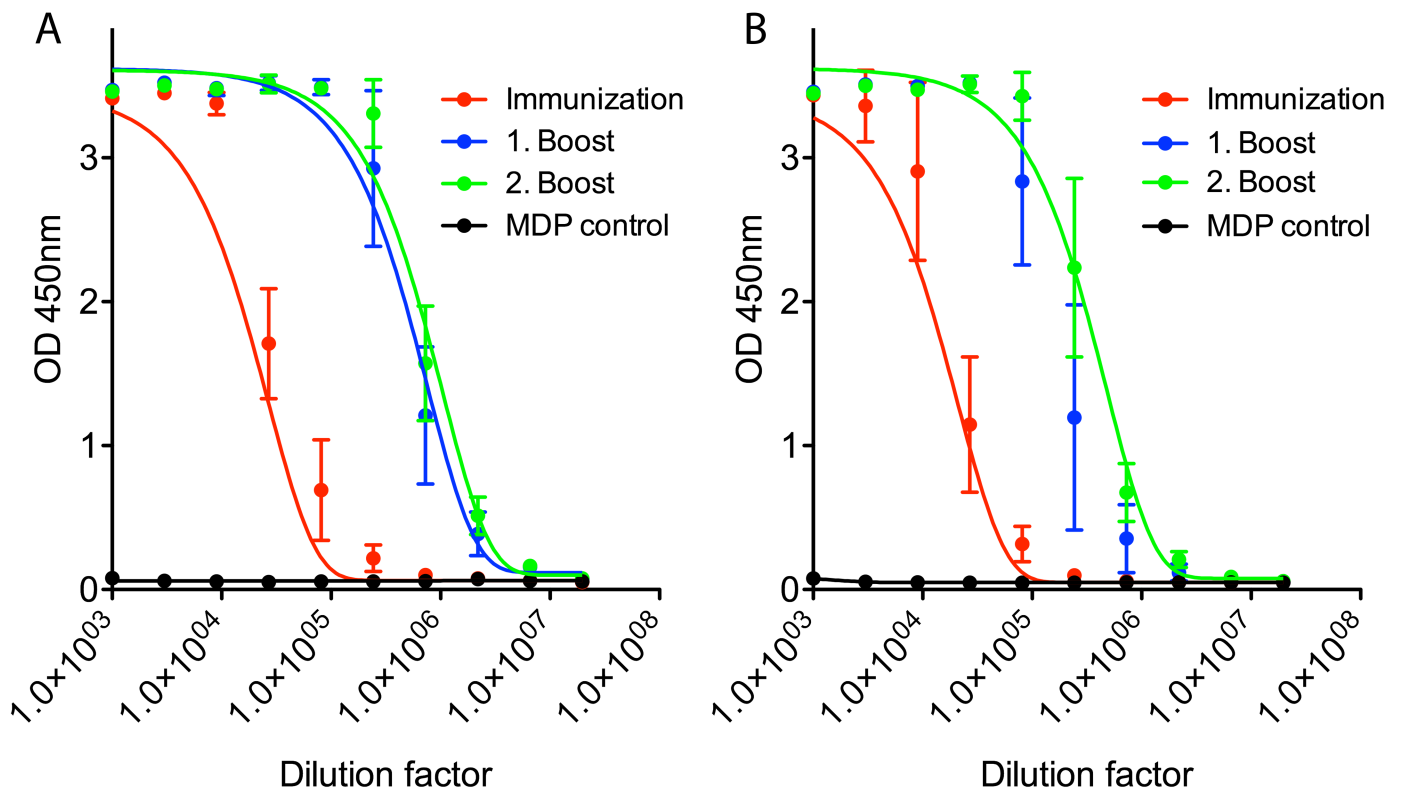 A
Immunization
1. Boost
2. Boost
MDP control
OD 450nm
3
2
1
0
1.0×10⁰³
1.0×10⁰⁴
1.0×10⁰⁵
1.0×10⁰⁶
1.0×10⁰⁷
1.0×10⁰⁸
Dilution factor
B
Immunization
1. Boost
2. Boost
MDP control
OD 450nm
3
2
1
0
1.0×10⁰³
1.0×10⁰⁴
1.0×10⁰⁵
1.0×10⁰⁶
1.0×10⁰⁷
1.0×10⁰⁸
Dilution factor